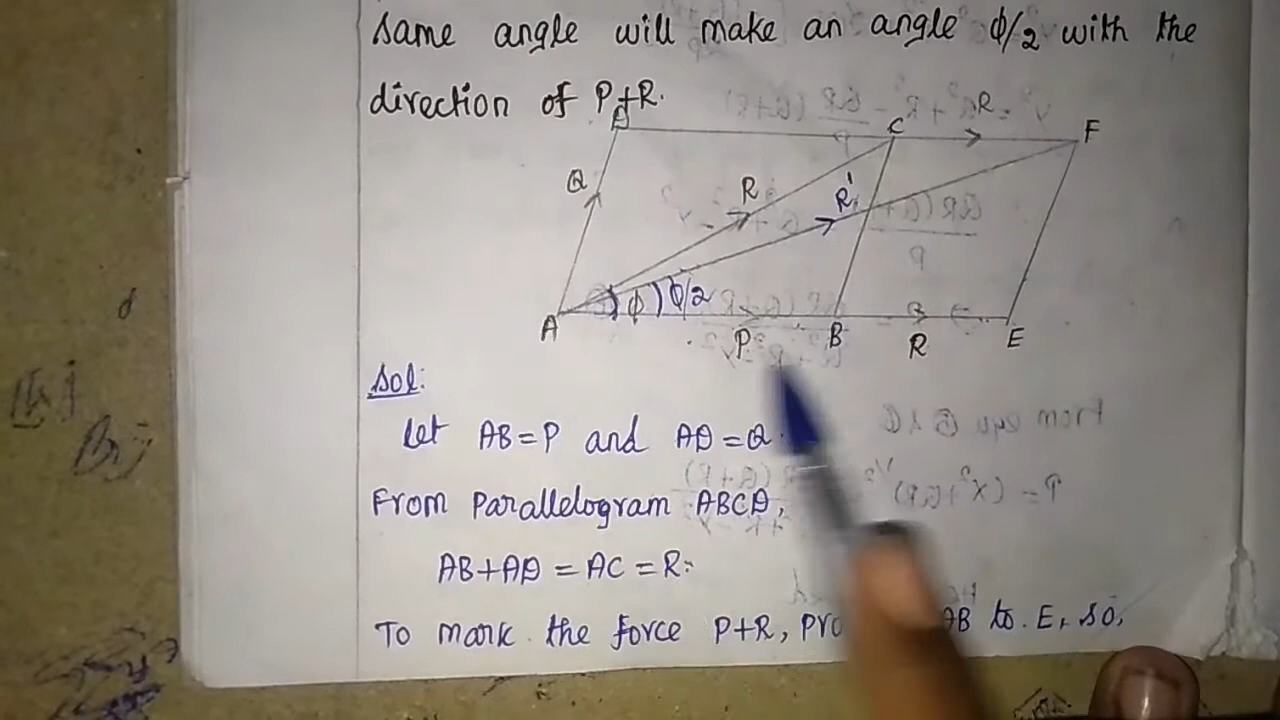 same angle will make an angle ϕ/2 with the
direction of P+R.
D
C
R
F
Q
R
R'
ϕ
ϕ/2
A
P
B
R
E
Sol:
Let AB=P and AD=Q.
From Parallelogram ABCD,
AB+AD = AC = R.
To mark the force P+R, AB to E, so,